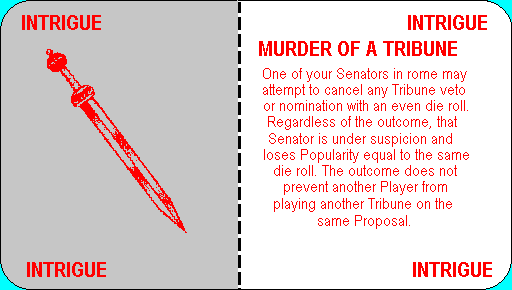 INTRIGUE
INTRIGUE
MURDER OF A TRIBUNE
One of your Senators in rome may
attempt to cancel any Tribune veto
or nomination with an even die roll.
Regardless of the outcome, that
Senator is under suspicion and
loses Popularity equal to the same
die roll. The outcome does not
prevent another Player from
playing another Tribune on the
same Proposal.
INTRIGUE
INTRIGUE